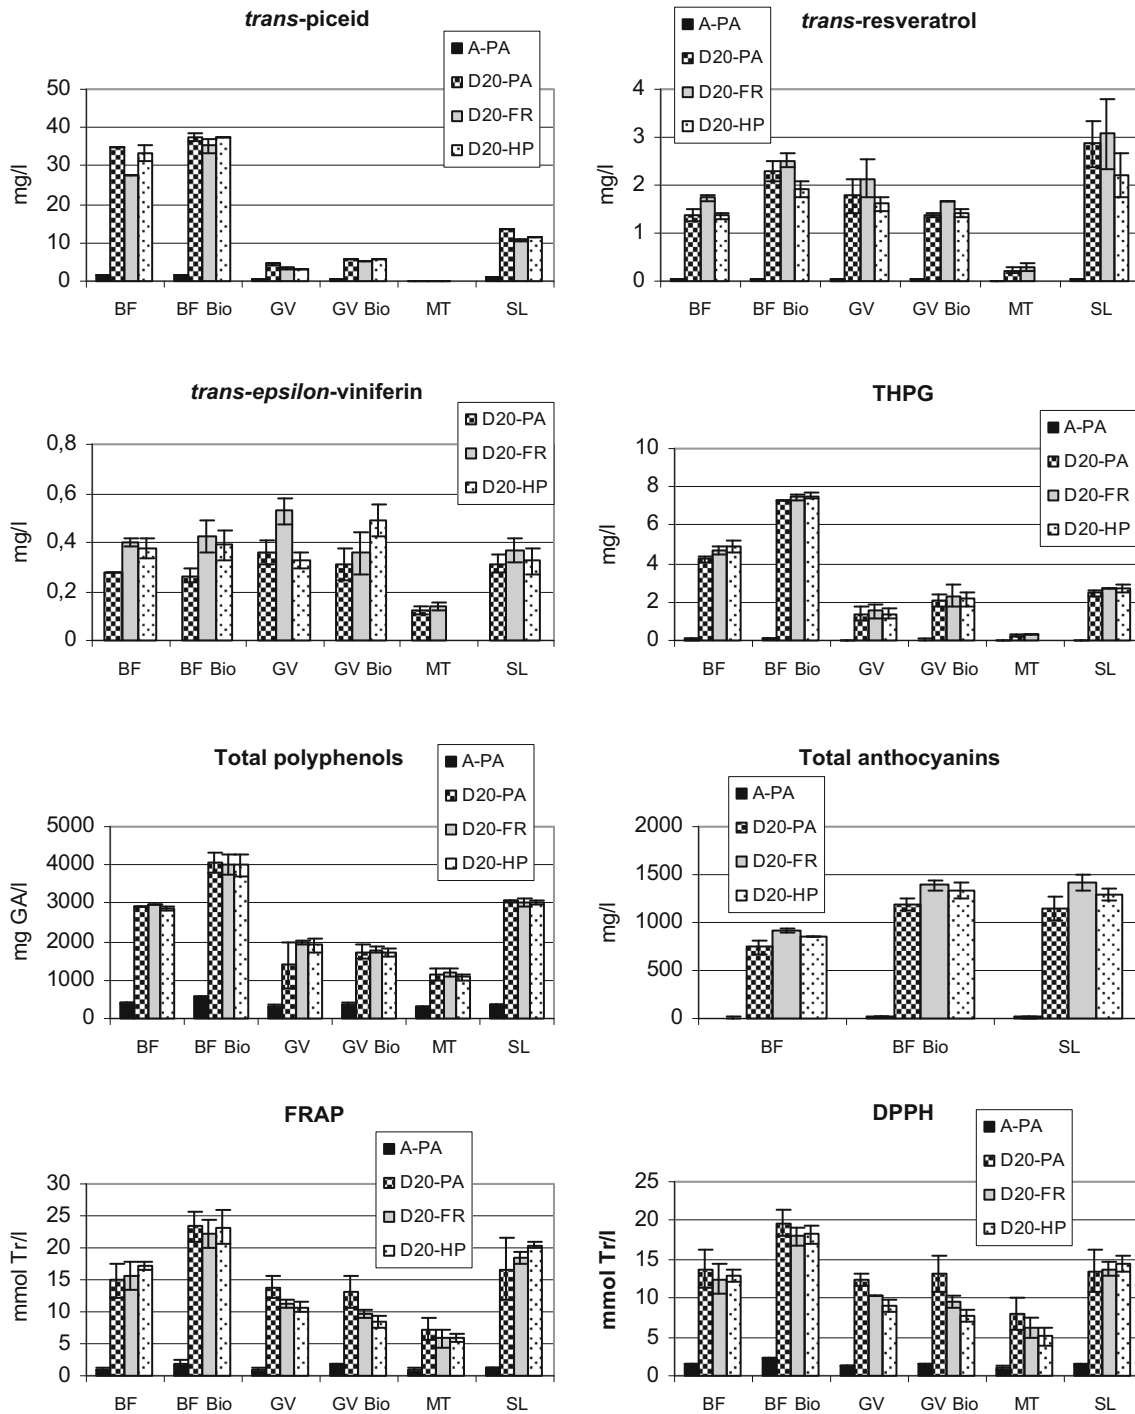 trans-piceid
A-PA
D20-PA
D20-FR
D20-HP
50
40
30
20
10
0
mg/l
BF BF Bio GV GV Bio MT SL
trans-resveratrol
A-PA
D20-PA
D20-FR
D20-HP
4
3
2
1
0
mg/l
BF BF Bio GV GV Bio MT SL
trans-epsilon-viniferin
D20-PA
D20-FR
D20-HP
0,8
0,6
0,4
0,2
0
mg/l
BF BF Bio GV GV Bio MT SL
THPG
A-PA
D20-PA
D20-FR
D20-HP
10
8
6
4
2
0
mg/l
BF BF Bio GV GV Bio MT SL
Total polyphenols
A-PA
D20-PA
D20-FR
D20-HP
5000
4000
3000
2000
1000
0
mg GA/l
BF BF Bio GV GV Bio MT SL
Total anthocyanins
A-PA
D20-PA
D20-FR
D20-HP
2000
1500
1000
500
0
mg/l
BF BF Bio SL
FRAP
A-PA
D20-PA
D20-FR
D20-HP
30
25
20
15
10
5
0
mmol Tr/l
BF BF Bio GV GV Bio MT SL
DPPH
A-PA
D20-PA
D20-FR
D20-HP
25
20
15
10
5
0
mmol Tr/l
BF BF Bio GV GV Bio MT SL